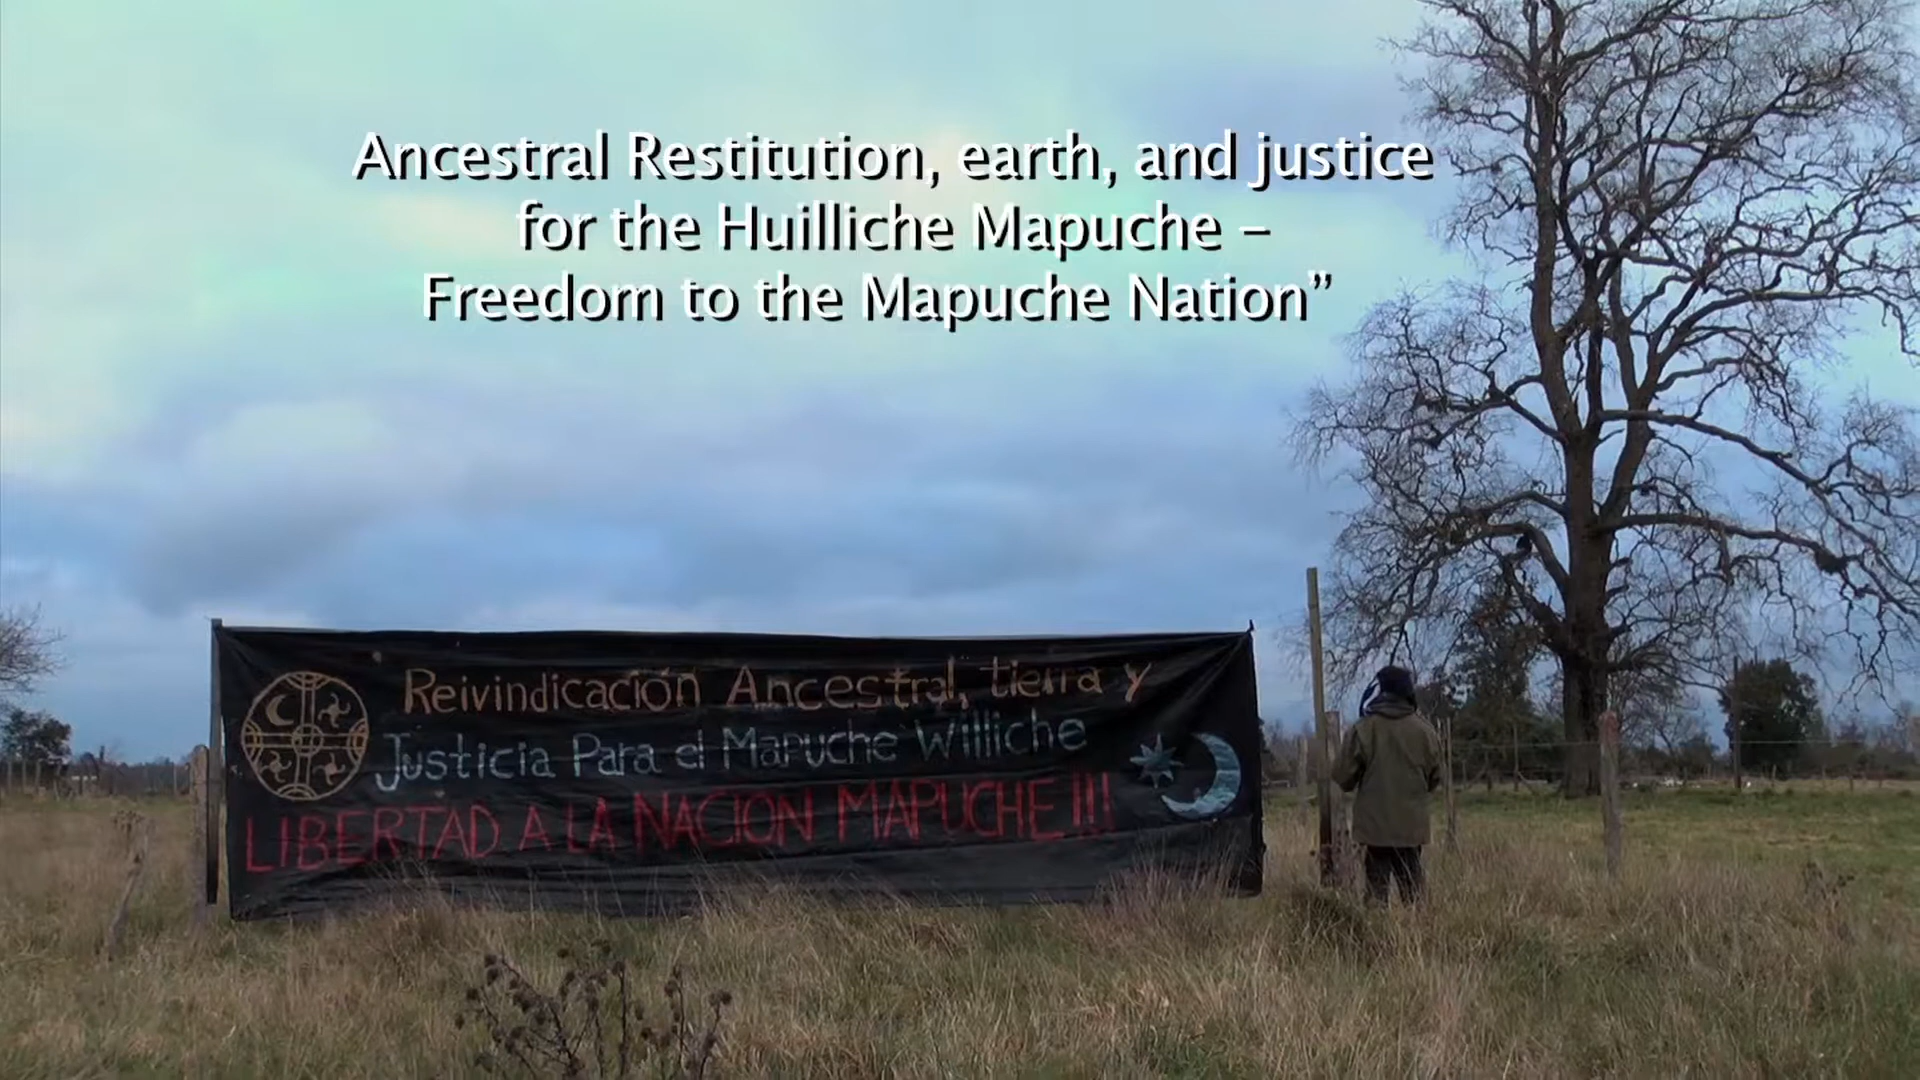 Ancestral Restitution, earth, and justice
for the Huilliche Mapuche -
Freedom to the Mapuche Nation”
Reivindicación Ancestral, tierra y
Justicia Para el Mapuche Williche
LIBERTAD A LA NACION MAPUCHE!!!